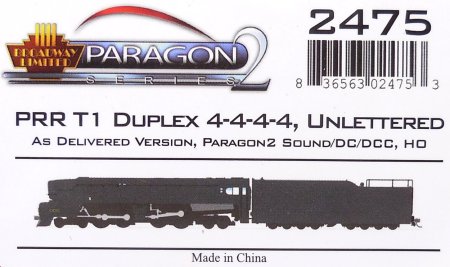 BROADWAY
LIMITED
PARAGON 2
SERIES
2475
8 36563 02475 3
PRR T1 DUPLEX 4-4-4-4, UNLETTERED
AS DELIVERED VERSION, PARAGON2 SOUND/DC/DCC, HO
Made in China